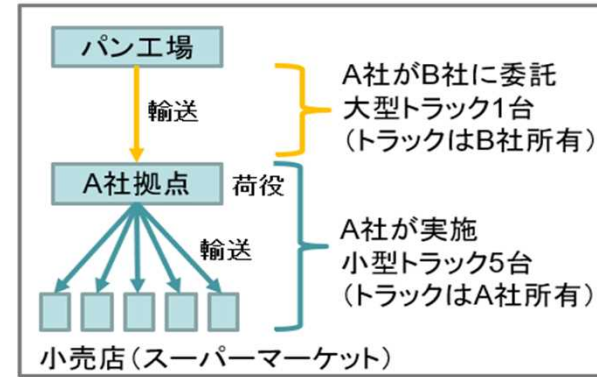 パン工場
輸送
A社がB社に委託
大型トラック1台
(トラックはB社所有)
A社拠点
荷役
輸送
A社が実施
小型トラック5台
(トラックはA社所有)
小売店(スーパーマーケット)